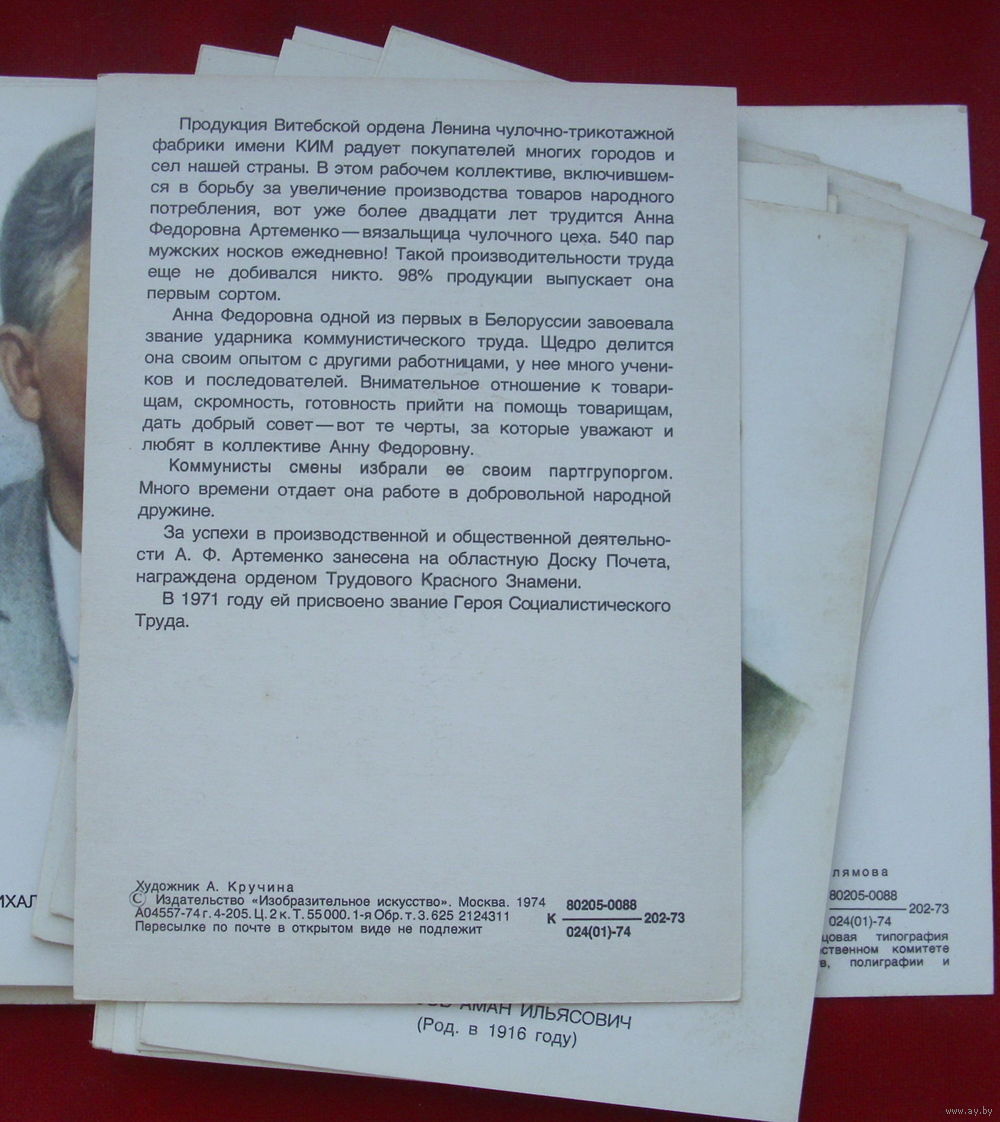 Продукция Витебской ордена Ленина чулочно-трикотажной
фабрики имени КИМ радует покупателей многих городов и
сел нашей страны. В этом рабочем коллективе, включившем-
ся в борьбу за увеличение производства товаров народного
потребления, вот уже более двадцати лет трудится Анна
Федоровна Артеменко — вязальщица чулочного цеха. 540 пар
мужских носков ежедневно! Такой производительности труда
еще не добивался никто. 98% продукции выпускает она
первым сортом.
Анна Федоровна одной из первых в Белоруссии завоевала
звание ударника коммунистического труда. Щедро делится
она своим опытом с другими работницами, у нее много учени-
ков и последователей. Внимательное отношение к товари-
щам, скромность, готовность прийти на помощь товарищам,
дать добрый совет — вот те черты, за которые уважают и
любят в коллективе Анну Федоровну.
Коммунисты смены избрали ее своим партгрупоргом.
Много времени отдает она работе в добровольной народной
дружине.
За успехи в производственной и общественной деятельно-
сти А. Ф. Артеменко занесена на областную Доску Почета,
награждена орденом Трудового Красного Знамени.
В 1971 году ей присвоено звание Героя Социалистического
Труда.
Художник А. Кручина
© Издательство «Изобразительное искусство». Москва. 1974
А04557-74 г. 4-205. Ц. 2 к. Т. 55 000. 1-я Обр. т. З. 625 2124311
Пересылке по почте в открытом виде не подлежит
80205-0088
К 202-73
024(01)-74
ИХАЛ
лямова
80205-0088
202-73
024(01)-74
цовая типография
ственном комитете
в, полиграфии и
АМАН ИЛЬЯСОВИЧ
(Род. в 1916 году)
www.ay.by